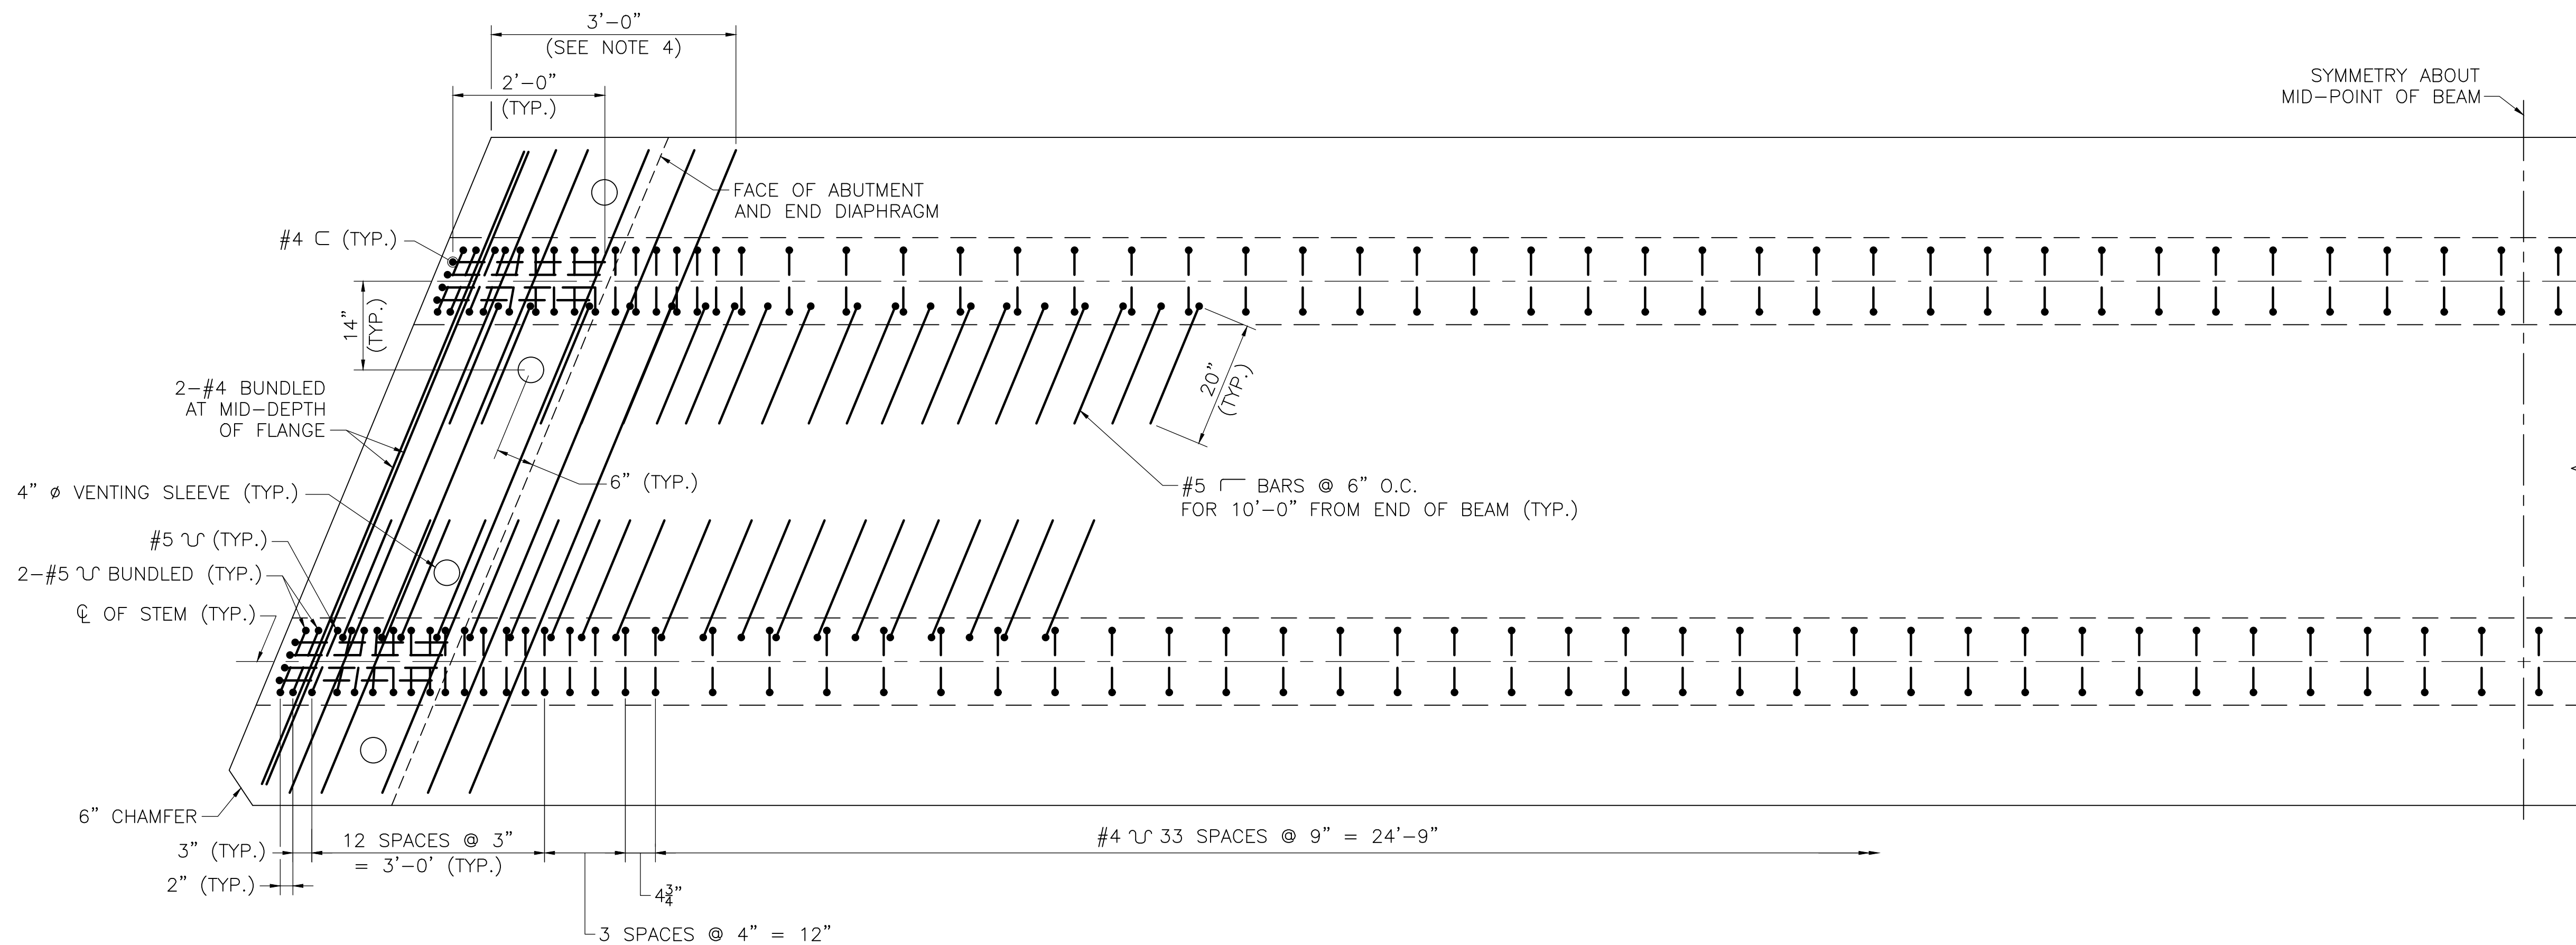 3'-0"
(SEE NOTE 4)
2'-0"
(TYP.)
SYMMETRY ABOUT
MID-POINT OF BEAM
FACE OF ABUTMENT
AND END DIAPHRAGM
#4 ⊏ (TYP.)
14"
(TYP.)
20"
(TYP.)
2-#4 BUNDLED
AT MID-DEPTH
OF FLANGE
6" (TYP.)
#5 BARS @ 6" O.C.
FOR 10'-0" FROM END OF BEAM (TYP.)
4" ø VENTING SLEEVE (TYP.)
#5 (TYP.)
2-#5 BUNDLED (TYP.)
℄ OF STEM (TYP.)
6" CHAMFER
3" (TYP.)
12 SPACES @ 3"
= 3'-0' (TYP.)
#4 33 SPACES @ 9" = 24'-9"
2" (TYP.)
4¾"
3 SPACES @ 4" = 12"